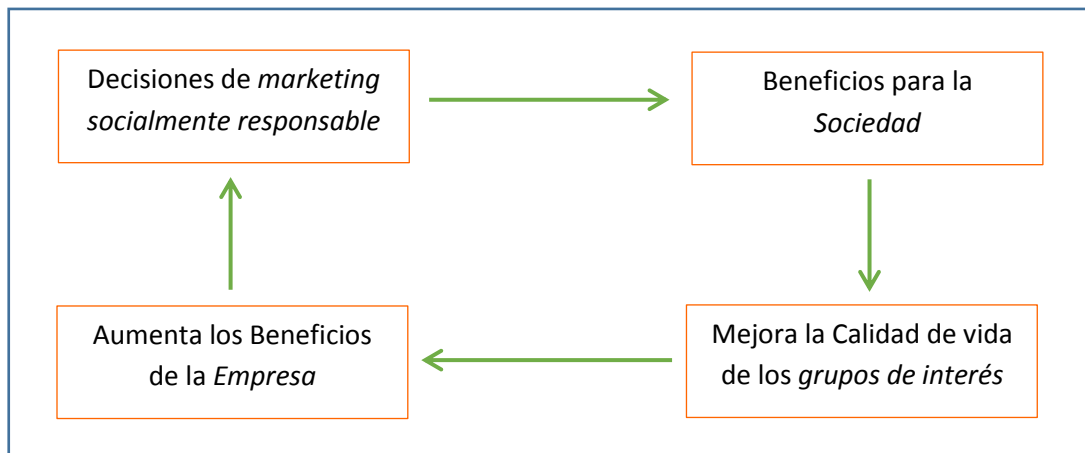 Decisiones de marketing
socialmente responsable
Beneficios para la
Sociedad
Mejora la Calidad de vida
de los grupos de interés
Aumenta los Beneficios
de la Empresa